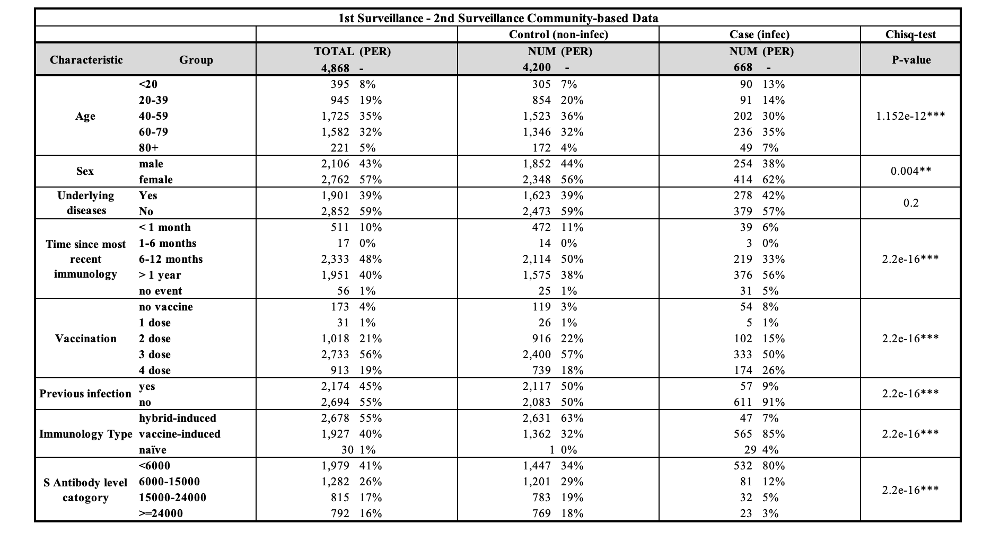 1st Surveillance - 2nd Surveillance Community-based Data
Control (non-infec) Case (infec) Chisq-test
Characteristic Group TOTAL (PER) NUM (PER) NUM (PER) P-value
4,868 - 4,200 - 668 -
Age <20 395 8% 305 7% 90 13% 1.152e-12***
20-39 945 19% 854 20% 91 14%
40-59 1,725 35% 1,523 36% 202 30%
60-79 1,582 32% 1,346 32% 236 35%
80+ 221 5% 172 4% 49 7%
Sex male 2,106 43% 1,852 44% 254 38% 0.004**
female 2,762 57% 2,348 56% 414 62%
Underlying Yes 1,901 39% 1,623 39% 278 42% 0.2
diseases No 2,852 59% 2,473 59% 379 57%
< 1 month 511 10% 472 11% 39 6%
Time since most 1-6 months 17 0% 14 0% 3 0%
recent 6-12 months 2,333 48% 2,114 50% 219 33% 2.2e-16***
immunology > 1 year 1,951 40% 1,575 38% 376 56%
no event 56 1% 25 1% 31 5%
no vaccine 173 4% 119 3% 54 8%
1 dose 31 1% 26 1% 5 1%
Vaccination 2 dose 1,018 21% 916 22% 102 15% 2.2e-16***
3 dose 2,733 56% 2,400 57% 333 50%
4 dose 913 19% 739 18% 174 26%
Previous infection yes 2,174 45% 2,117 50% 57 9% 2.2e-16***
no 2,694 55% 2,083 50% 611 91%
hybrid-induced 2,678 55% 2,631 63% 47 7%
Immunology Type vaccine-induced 1,927 40% 1,362 32% 565 85% 2.2e-16***
naïve 30 1% 1 0% 29 4%
<6000 1,979 41% 1,447 34% 532 80%
S Antibody level 6000-15000 1,282 26% 1,201 29% 81 12% 2.2e-16***
catogory 15000-24000 815 17% 783 19% 32 5%
>=24000 792 16% 769 18% 23 3%